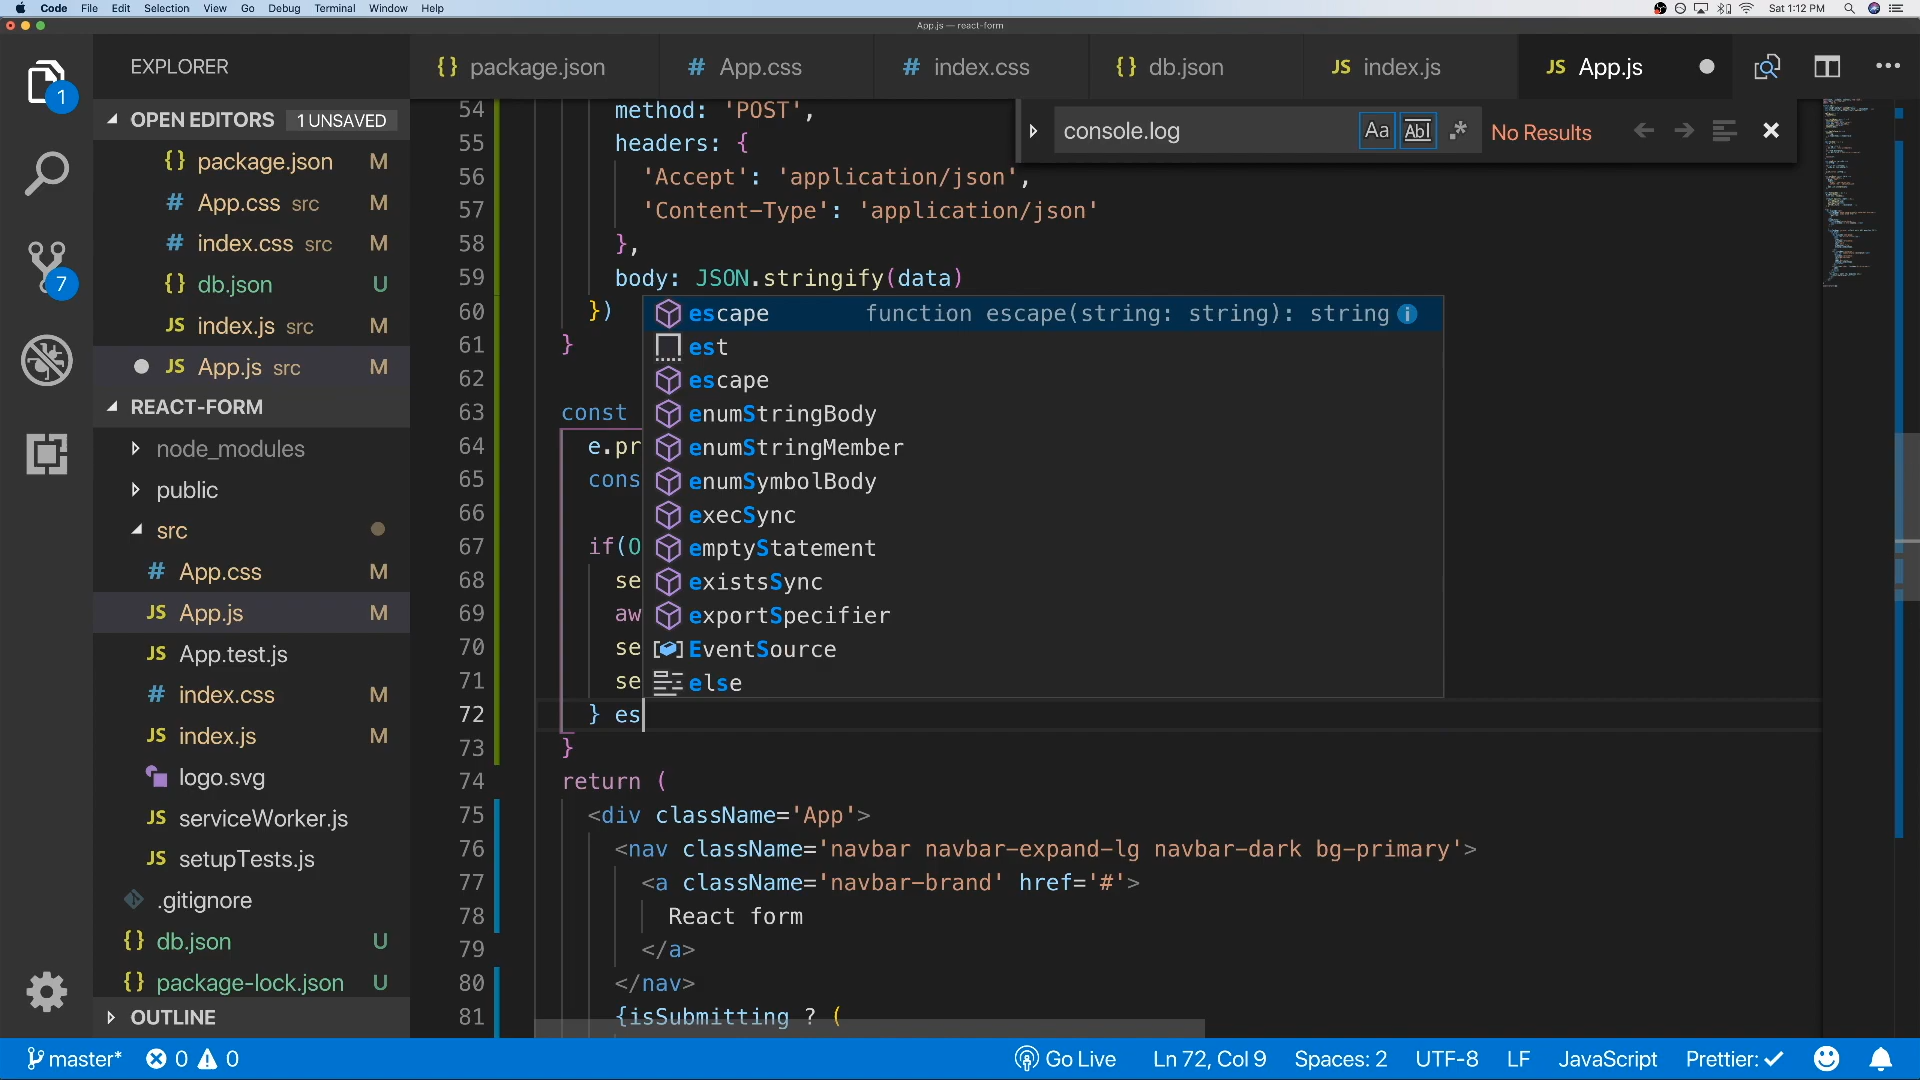 Code File Edit Selection View Go Debug Terminal Window Help
Sat 1:12 PM
App.js — react-form
EXPLORER
{} package.json
# App.css
# index.css
{} db.json
JS index.js
JS App.js
1
OPEN EDITORS 1 UNSAVED
{} package.json M
# App.css src M
# index.css src M
{} db.json U
JS index.js src M
JS App.js src M
7
REACT-FORM
node_modules
public
src
# App.css M
JS App.js M
JS App.test.js
# index.css M
JS index.js M
logo.svg
JS serviceWorker.js
JS setupTests.js
.gitignore
{} db.json U
{} package-lock.json U
OUTLINE
console.log Aa Abl .* No Results
54 method: 'POST',
55 headers: {
56 'Accept': 'application/json',
57 'Content-Type': 'application/json'
58 },
59 body: JSON.stringify(data)
60 })
61 }
62
63 const
64 e.pr
65 cons
66
67 if(O
68 se
69 aw
70 se
71 se
72 } es
73 }
74 return (
75 <div className='App'>
76 <nav className='navbar navbar-expand-lg navbar-dark bg-primary'>
77 <a className='navbar-brand' href='#'>
78 React form
79 </a>
80 </nav>
81 {isSubmitting ? (
escape function escape(string: string): string
est
escape
enumStringBody
enumStringMember
enumSymbolBody
execSync
emptyStatement
existsSync
exportSpecifier
EventSource
else
master* 0 0 Go Live Ln 72, Col 9 Spaces: 2 UTF-8 LF JavaScript Prettier: ✓